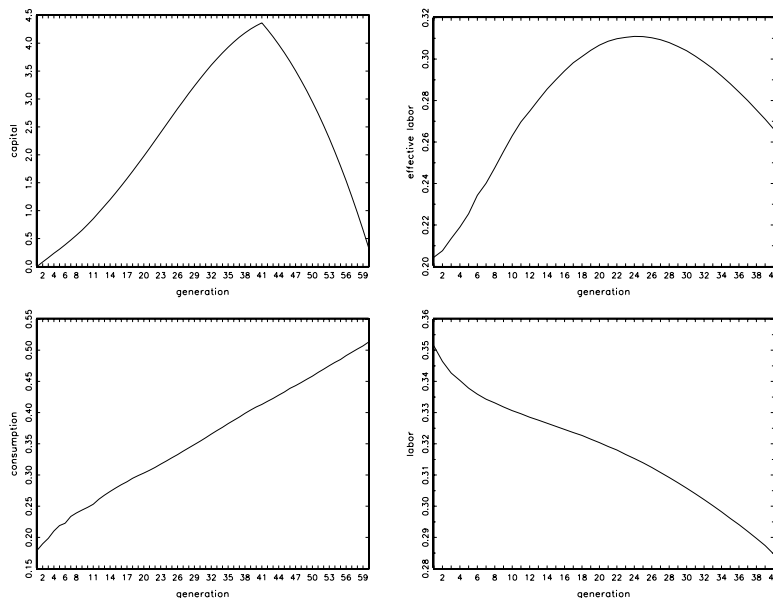 capital
0.0 0.5 1.0 1.5 2.0 2.5 3.0 3.5 4.0 4.5
2 4 6 8 11 14 17 20 23 26 29 32 35 38 41 44 47 50 53 56 59
generation
effective labor
0.20 0.22 0.24 0.26 0.28 0.30 0.32
2 4 6 8 10 12 14 16 18 20 22 24 26 28 30 32 34 36 38
generation
consumption
0.15 0.20 0.25 0.30 0.35 0.40 0.45 0.50 0.55
2 4 6 8 11 14 17 20 23 26 29 32 35 38 41 44 47 50 53 56 59
generation
labor
0.28 0.29 0.30 0.31 0.32 0.33 0.34 0.35 0.36
2 4 6 8 10 12 14 16 18 20 22 24 26 28 30 32 34 36 38
generation